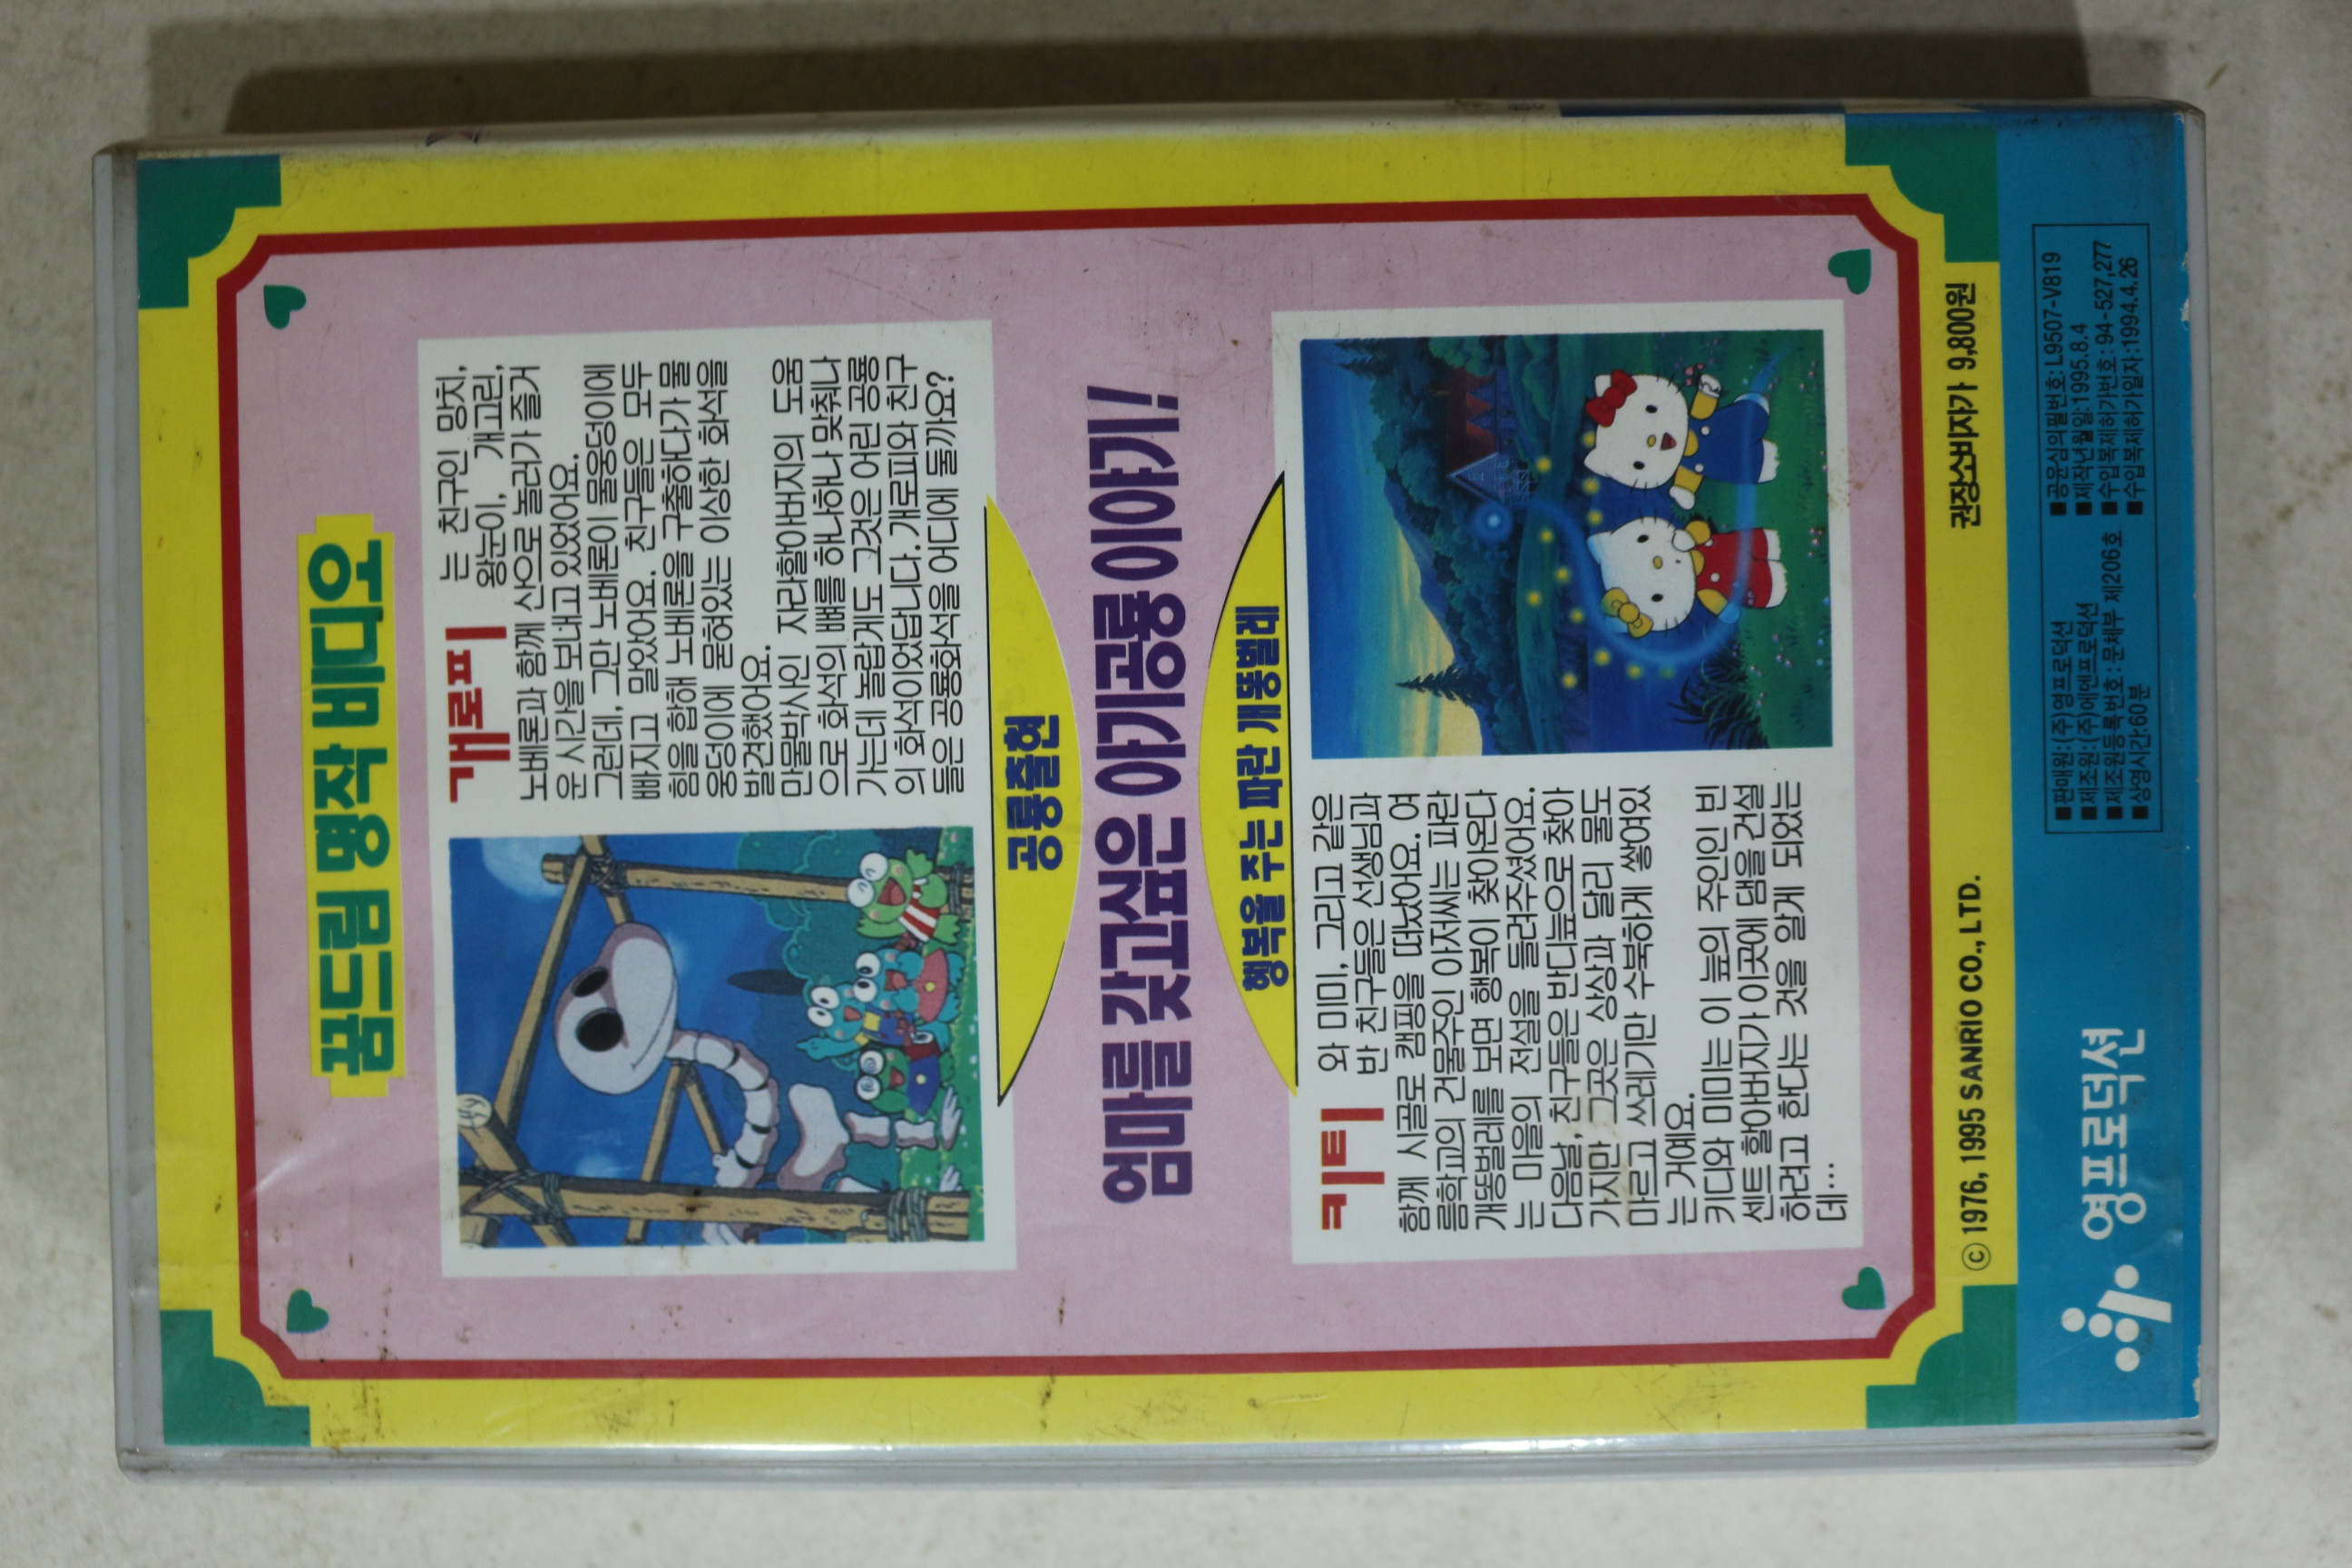 꿈드림 명작 비디오
개로피는 친구인 망치,
왕눈이, 개고린,
노베론과 함께 산으로 놀러가 즐거
운 시간을 보내고 있었어요.
그런데, 그만 노베론이 물웅덩이에
빠지고 말았어요. 친구들은 모두
힘을 합해 노베론을 구출하다가 물
웅덩이에 묻혀있는 이상한 화석을
발견했어요.
만물박사인 자라할아버지의 도움
으로 화석의 뼈를 하나하나 맞춰나
가는데 놀랍게도 그것은 어린 공룡
의 화석이었답니다. 개로피와 친구
들은 공룡화석을 어디에 둘까요?
공룡출현
엄마를 갖고싶은 아기공룡 이야기!
행복을 주는 파란 개똥벌레
키티와 미미, 그리고 같은
반 친구들은 선생님과
함께 시골로 캠핑을 떠났어요. 여
름학교의 건물주인 아저씨는 파란
개똥벌레를 보면 행복이 찾아온다
는 마을의 전설을 들려주셨어요.
다음날, 친구들은 반디늪으로 찾아
가지만 그곳은 상상과 달리 물도
마르고 쓰레기만 수북하게 쌓여있
는 거예요.
키디와 미미는 이 늪의 주인인 빈
센트 할아버지가 이곳에 댐을 건설
하려고 한다는 것을 알게 되었는
데…
ⓒ 1976, 1995 SANRIO CO., LTD.
권장소비자가 9,800원
영프로덕션
■판매원:(주)영프로덕션
■제조원:(주)에덴프로덕션
■제조원등록번호:문체부 제206호
■상영시간:60분
■공윤심의필번호:L9507-V819
■제작년월일:1995.8.4
■수입복제허가번호:94-527,277
■수입복제허가일자:1994.4.26